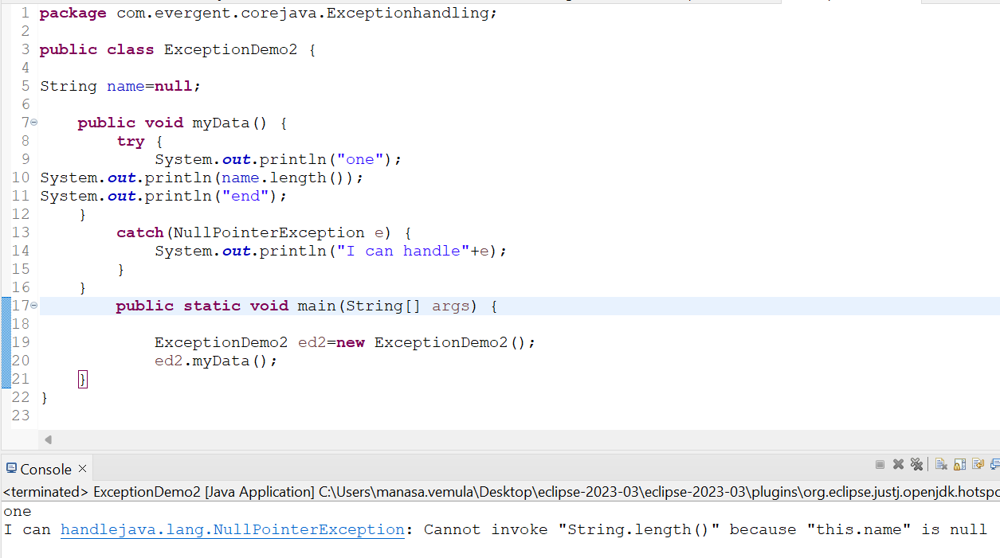 1 package com.evergent.corejava.Exceptionhandling;
2
3 public class ExceptionDemo2 {
4
5 String name=null;
6
7 public void myData() {
8 try {
9 System.out.println("one");
10 System.out.println(name.length());
11 System.out.println("end");
12 }
13 catch(NullPointerException e) {
14 System.out.println("I can handle"+e);
15 }
16 }
17 public static void main(String[] args) {
18
19 ExceptionDemo2 ed2=new ExceptionDemo2();
20 ed2.myData();
21 }
22 }
23
Console
<terminated> ExceptionDemo2 [Java Application] C:\Users\manasa.vemula\Desktop\eclipse-2023-03\eclipse-2023-03\plugins\org.eclipse.justj.openjdk.hotspo
one
I can handlejava.lang.NullPointerException: Cannot invoke "String.length()" because "this.name" is null